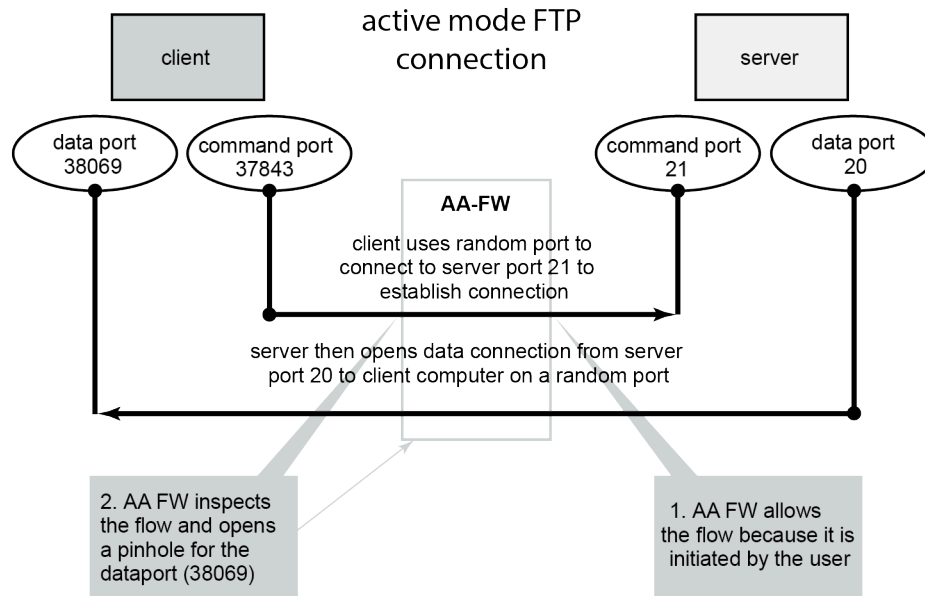 active mode FTP
connection
client
server
data port
38069
command port
37843
command port
21
data port
20
AA-FW
client uses random port to
connect to server port 21 to
establish connection
server then opens data connection from server
port 20 to client computer on a random port
2. AA FW inspects
the flow and opens
a pinhole for the
dataport (38069)
1. AA FW allows
the flow because it is
initiated by the user